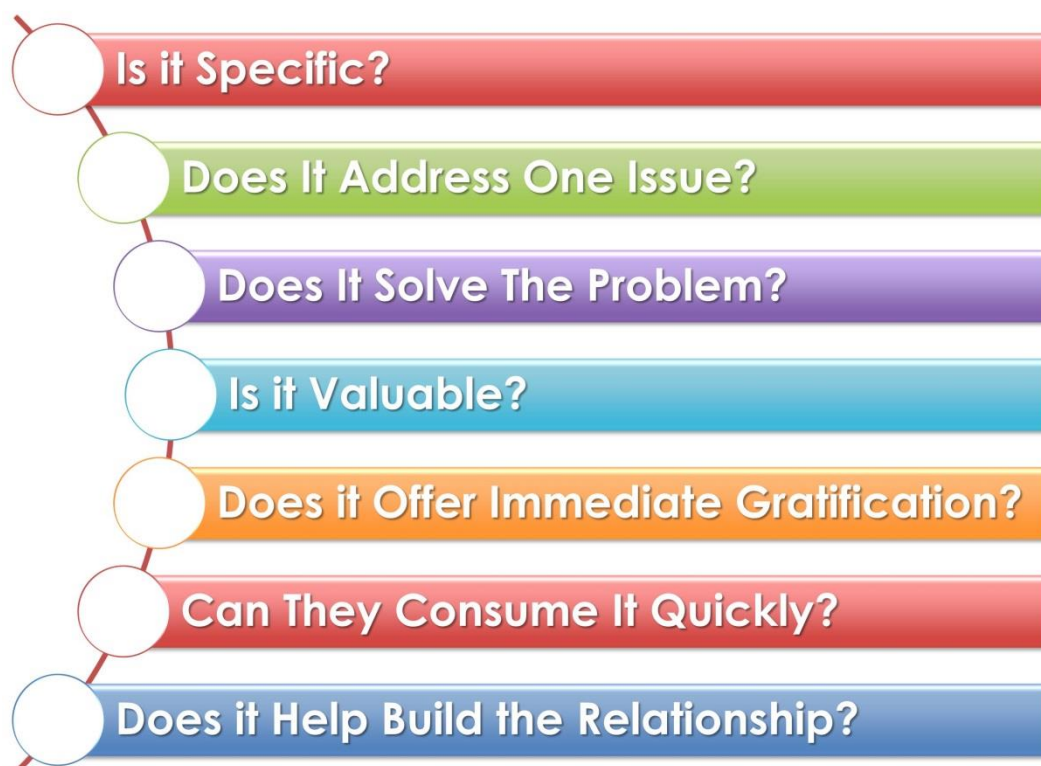 Is it Specific?
Does It Address One Issue?
Does It Solve The Problem?
Is it Valuable?
Does it Offer Immediate Gratification?
Can They Consume It Quickly?
Does it Help Build the Relationship?